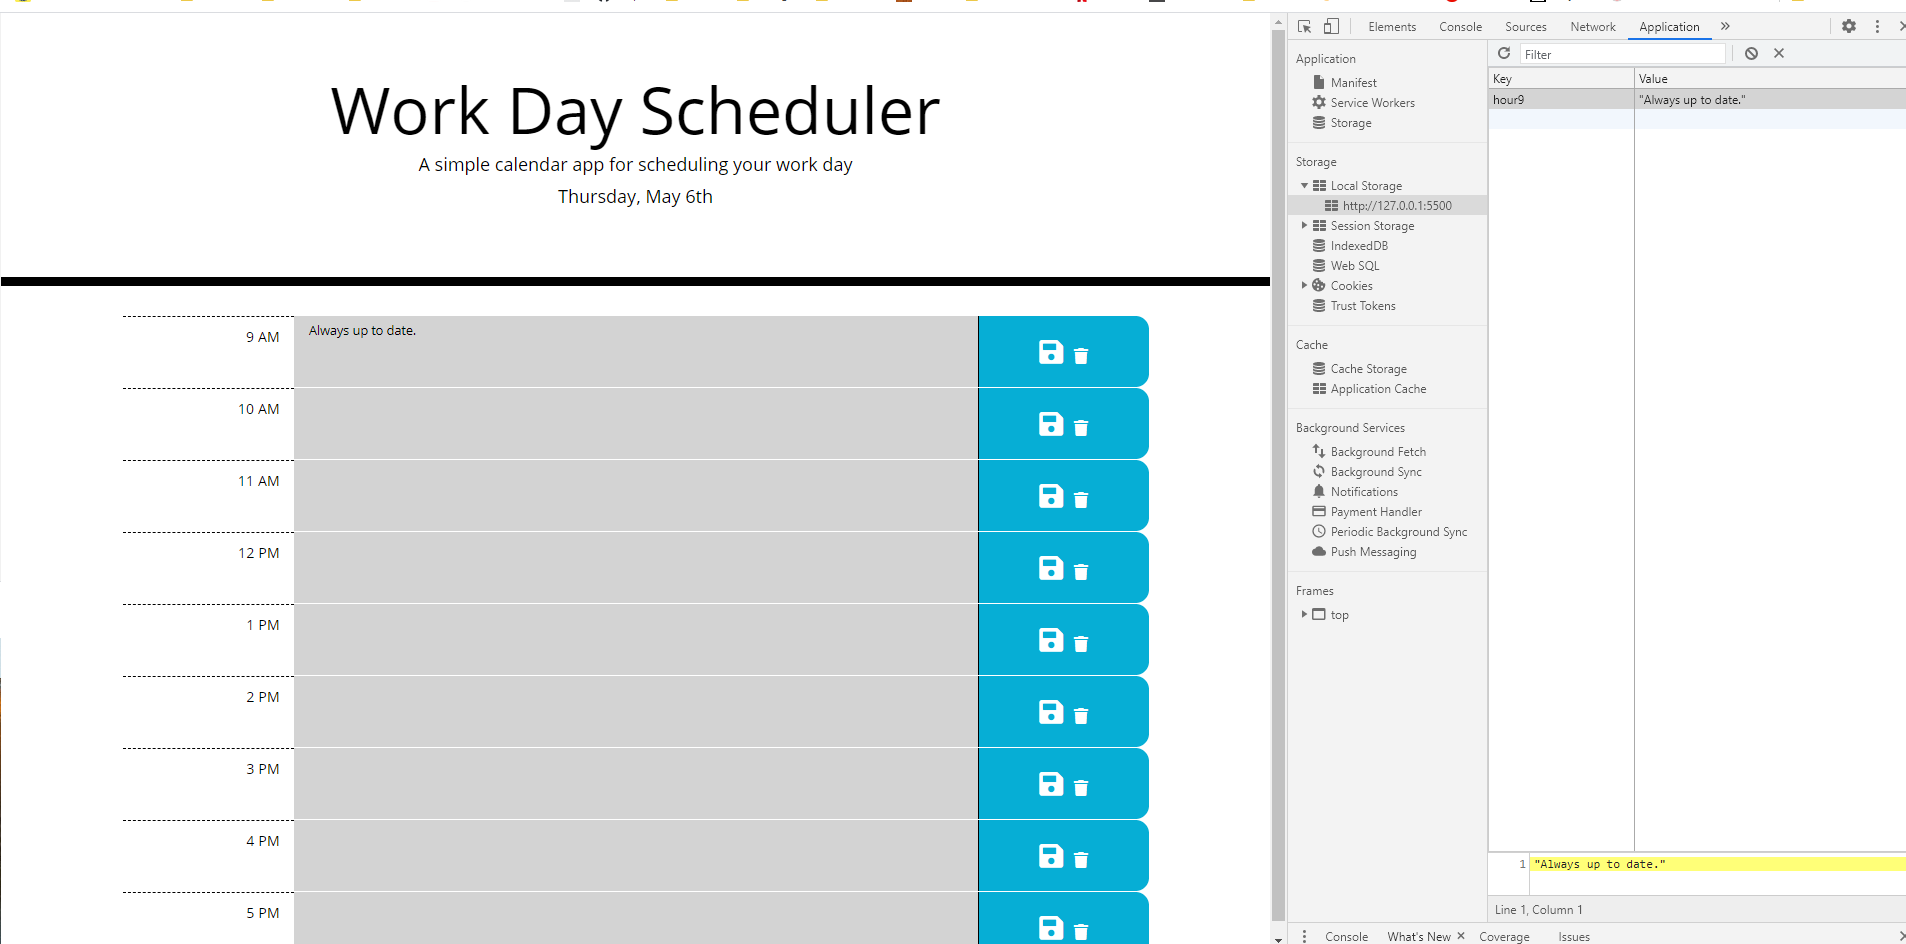 Work Day Scheduler
A simple calendar app for scheduling your work day
Thursday, May 6th
9 AM
Always up to date.
10 AM
11 AM
12 PM
1 PM
2 PM
3 PM
4 PM
5 PM
Elements Console Sources Network Application
Application
Manifest
Service Workers
Storage
Storage
Local Storage
http://127.0.0.1:5500
Session Storage
IndexedDB
Web SQL
Cookies
Trust Tokens
Cache
Cache Storage
Application Cache
Background Services
Background Fetch
Background Sync
Notifications
Payment Handler
Periodic Background Sync
Push Messaging
Frames
top
Filter
Key Value
hour9 "Always up to date."
1 "Always up to date."
Line 1, Column 1
Console What's New Coverage Issues